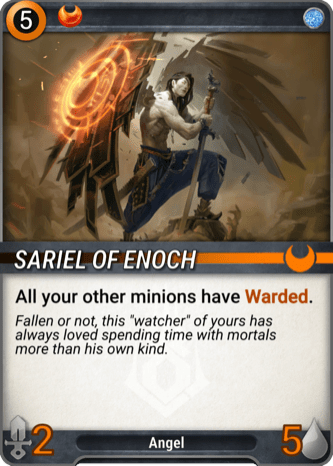 5
SARIEL OF ENOCH
All your other minions have Warded.
Fallen or not, this "watcher" of yours has
always loved spending time with mortals
more than his own kind.
2
Angel
5